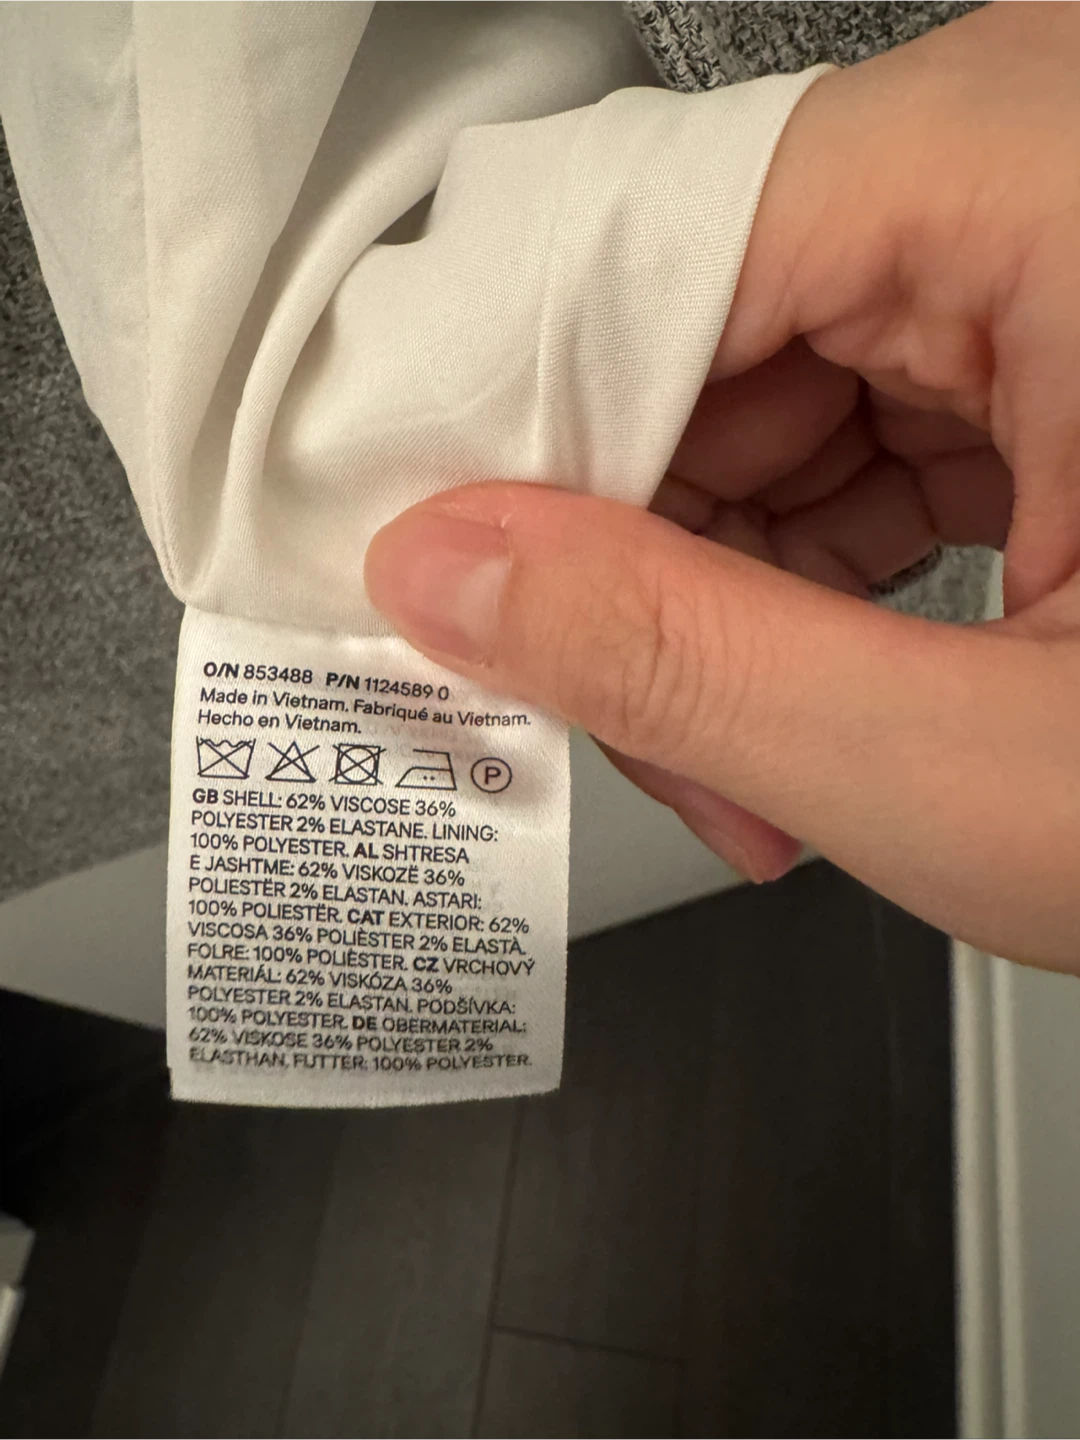 O/N 853488 P/N 1124589 0
Made in Vietnam. Fabriqué au Vietnam.
Hecho en Vietnam.
P
GB SHELL: 62% VISCOSE 36%
POLYESTER 2% ELASTANE. LINING:
100% POLYESTER. AL SHTRESA
E JASHTME: 62% VISKOZË 36%
POLIESTËR 2% ELASTAN. ASTARI:
100% POLIESTËR. CAT EXTERIOR: 62%
VISCOSA 36% POLIÈSTER 2% ELASTÀ.
FOLRE: 100% POLIÈSTER. CZ VRCHOVÝ
MATERIÁL: 62% VISKÓZA 36%
POLYESTER 2% ELASTAN. PODŠÍVKA:
100% POLYESTER. DE OBERMATERIAL:
62% VISKOSE 36% POLYESTER 2%
ELASTHAN. FUTTER: 100% POLYESTER.